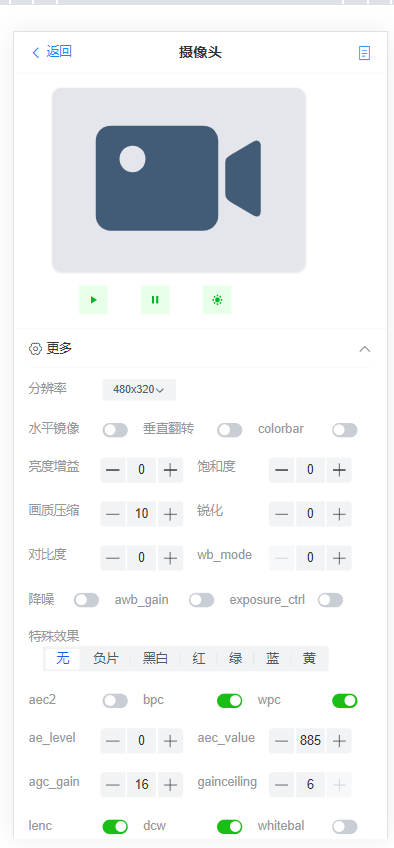 返回 摄像头
更多
分辨率 480x320
水平镜像 垂直翻转 colorbar
亮度增益 0 饱和度 0
画质压缩 10 锐化 0
对比度 0 wb_mode 0
降噪 awb_gain exposure_ctrl
特殊效果
无 负片 黑白 红 绿 蓝 黄
aec2 bpc wpc
ae_level 0 aec_value 885
agc_gain 16 gainceiling 6
lenc dcw whitebal